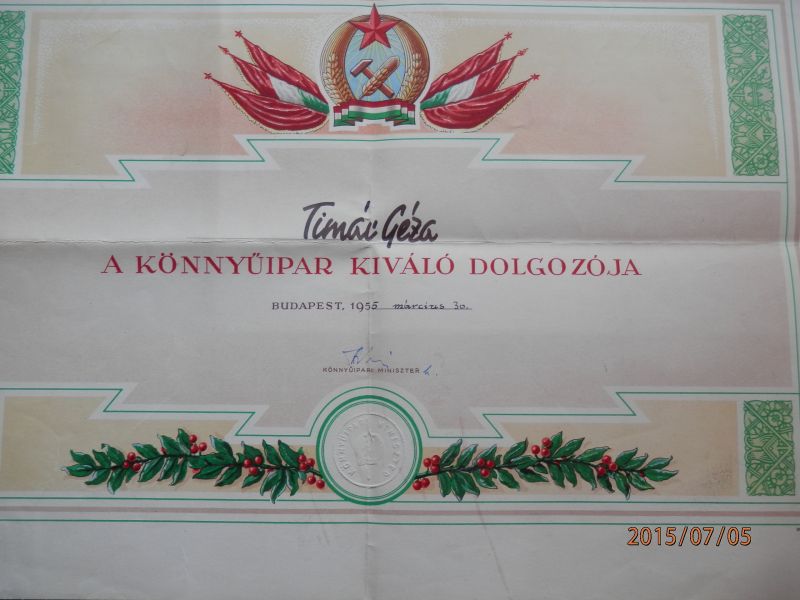 Timár Géza
A KÖNNYŰIPAR KIVÁLÓ DOLGOZÓJA
BUDAPEST, 1955 március 30.
KÖNNYŰIPARI MINISZTER h.
2015/07/05